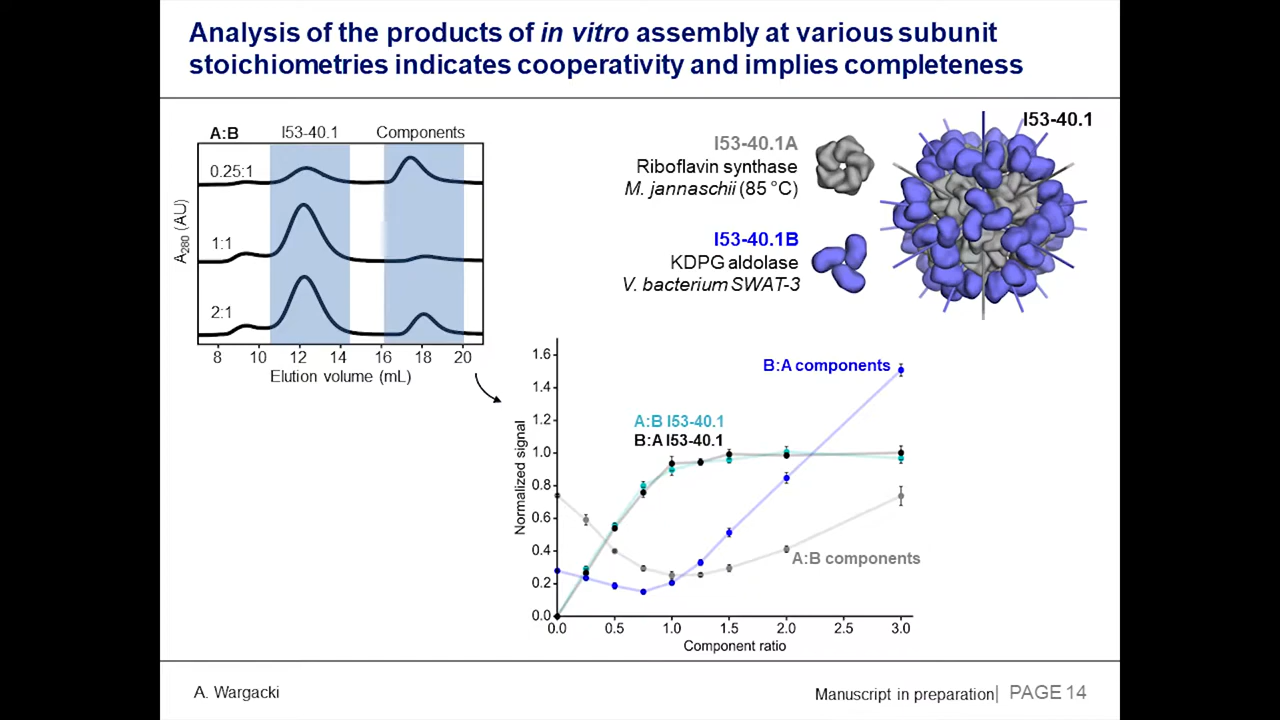 Analysis of the products of in vitro assembly at various subunit
stoichiometries indicates cooperativity and implies completeness
A:B
I53-40.1
Components
0.25:1
1:1
2:1
A280 (AU)
8 10 12 14 16 18 20
Elution volume (mL)
I53-40.1A
Riboflavin synthase
M. jannaschii (85 °C)
I53-40.1B
KDPG aldolase
V. bacterium SWAT-3
I53-40.1
1.6
1.4
1.2
1.0
0.8
0.6
0.4
0.2
0.0
Normalized signal
B:A components
A:B I53-40.1
B:A I53-40.1
A:B components
0.0 0.5 1.0 1.5 2.0 2.5 3.0
Component ratio
A. Wargacki
Manuscript in preparation| PAGE 14